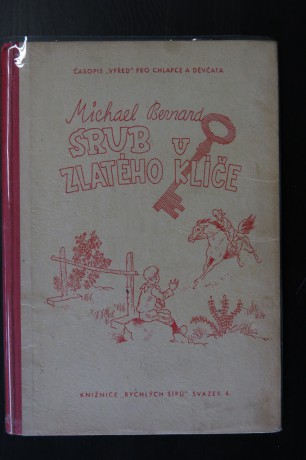 ČASOPIS „VPŘED" PRO CHLAPCE A DĚVČATA
Michael Bernard
SRUB U
ZLATÉHO KLÍČE
KNIŽNICE „RYCHLÝCH ŠÍPŮ" SVAZEK 4.